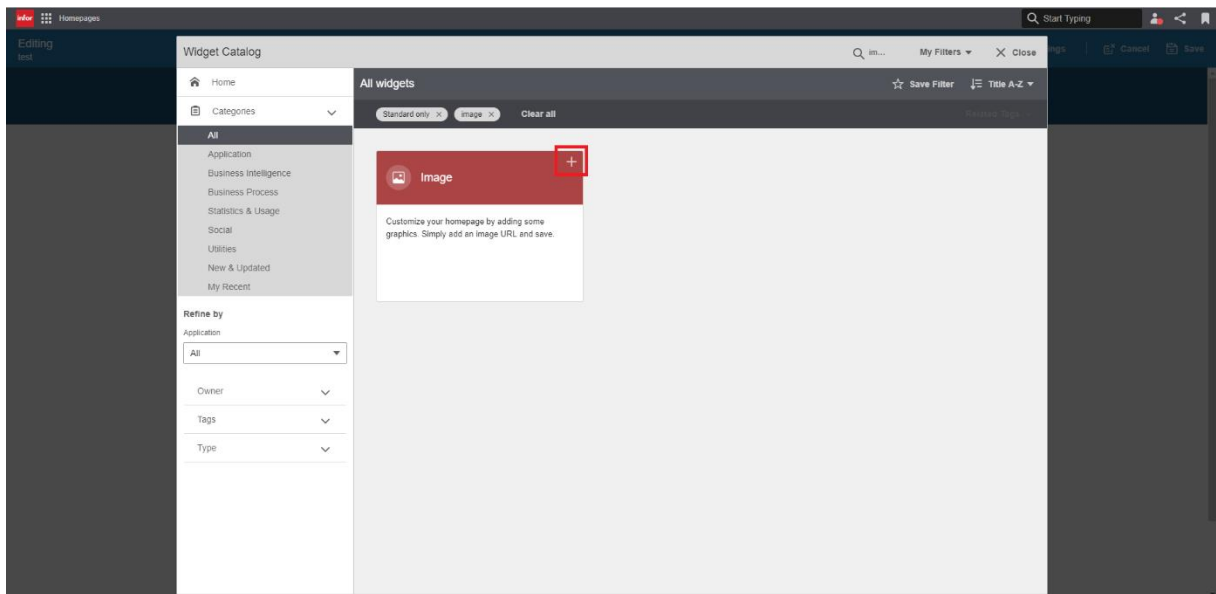 infor
Homepages
Start Typing
Editing
test
Cancel
Save
Widget Catalog
im...
My Filters
Close
Home
Categories
All
Application
Business Intelligence
Business Process
Statistics & Usage
Social
Utilities
New & Updated
My Recent
Refine by
Application
All
Owner
Tags
Type
All widgets
Save Filter
Title A-Z
Standard only
image
Clear all
Image
Customize your homepage by adding some
graphics. Simply add an image URL and save.